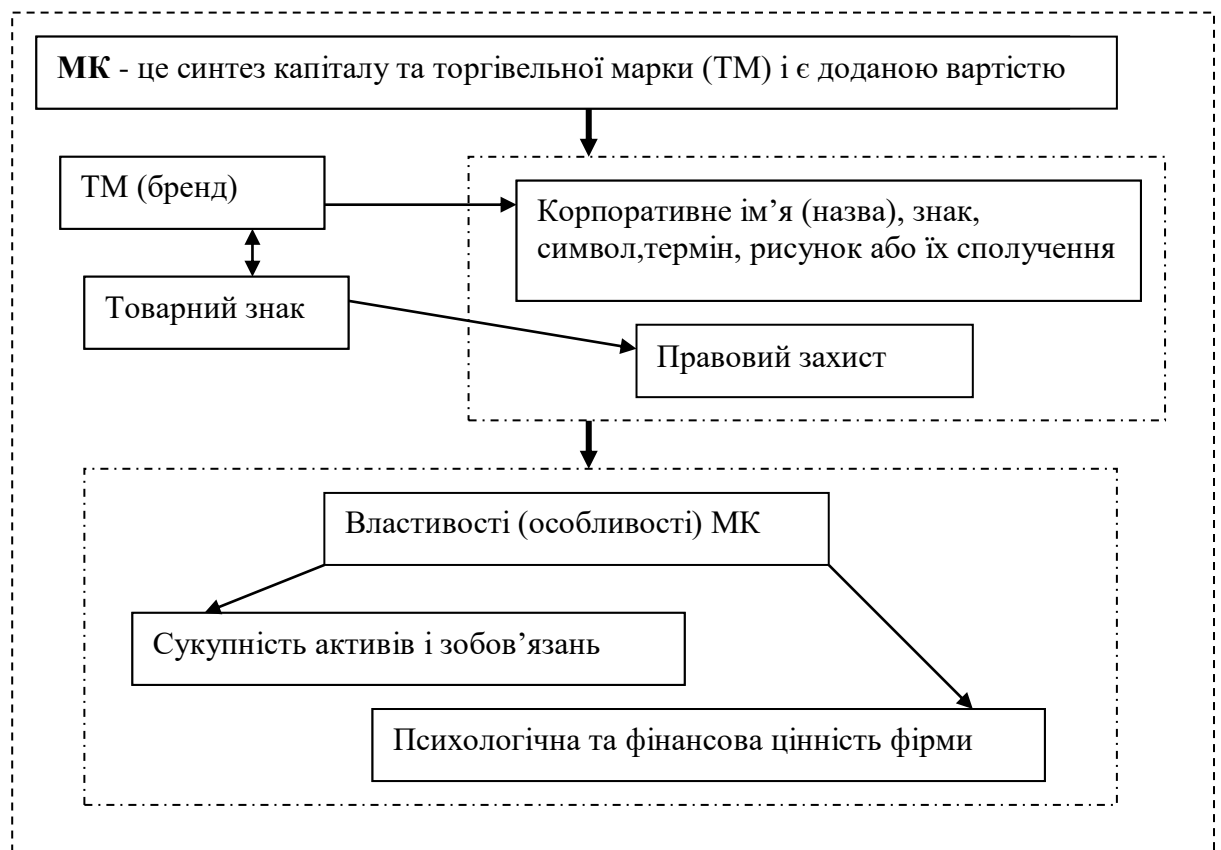 МК - це синтез капіталу та торгівельної марки (ТМ) і є доданою вартістю
ТМ (бренд)
Корпоративне ім’я (назва), знак,
символ,термін, рисунок або їх сполучення
Товарний знак
Правовий захист
Властивості (особливості) МК
Сукупність активів і зобов’язань
Психологічна та фінансова цінність фірми